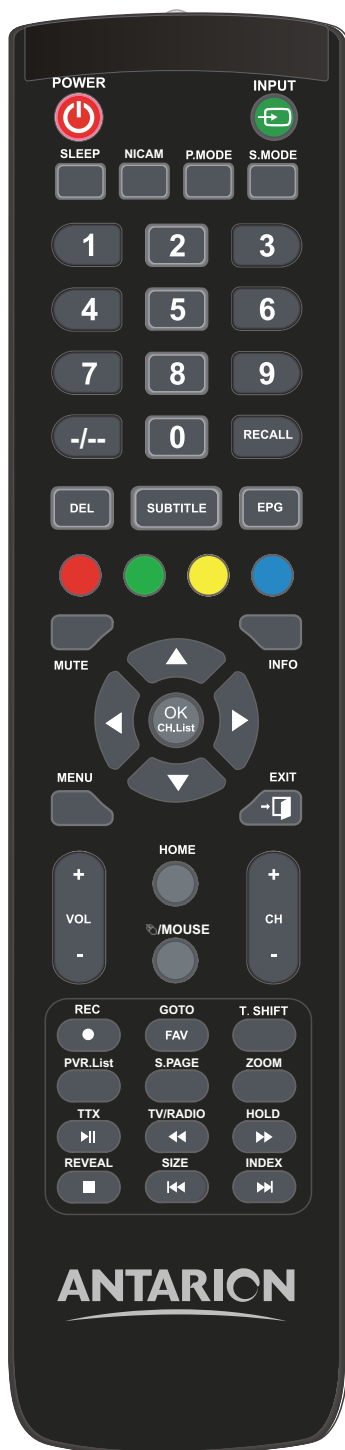 POWER INPUT
SLEEP NICAM P.MODE S.MODE
1 2 3
4 5 6
7 8 9
-/-- 0 RECALL
DEL SUBTITLE EPG
MUTE INFO
OK
CH.List
MENU EXIT
HOME
+ +
VOL CH
/MOUSE
- -
REC GOTO T. SHIFT
FAV
PVR.List S.PAGE ZOOM
TTX TV/RADIO HOLD
REVEAL SIZE INDEX
ANTARION